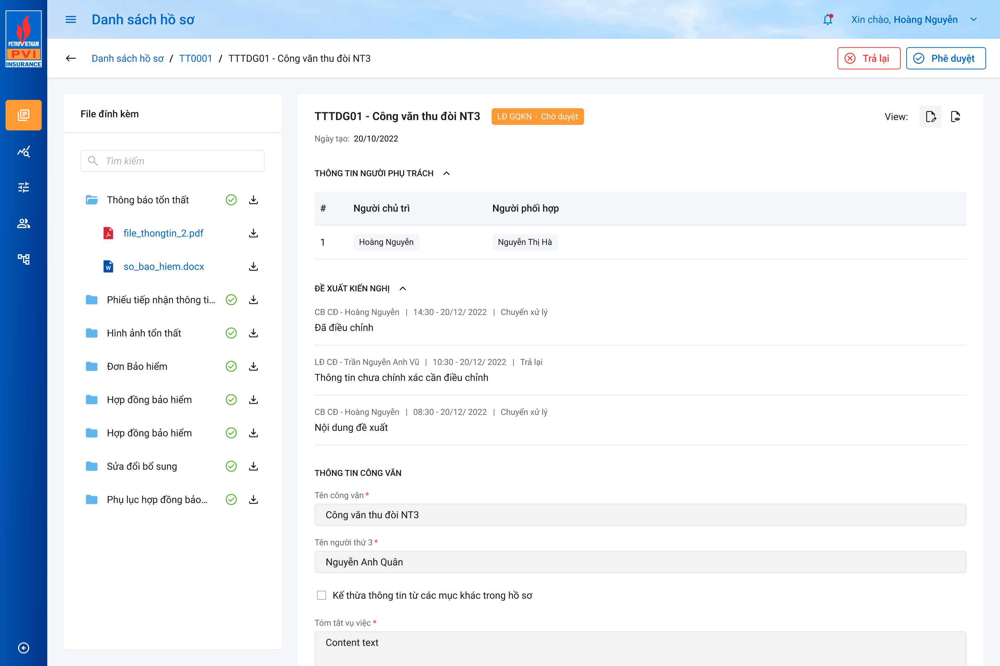 PETROVIETNAM
PVI
INSURANCE
Danh sách hồ sơ
Xin chào, Hoàng Nguyễn
Danh sách hồ sơ / TT0001 / TTTDG01 - Công văn thu đòi NT3
Trả lại
Phê duyệt
File đính kèm
Tìm kiếm
Thông báo tổn thất
file_thongtin_2.pdf
so_bao_hiem.docx
Phiếu tiếp nhận thông ti...
Hình ảnh tổn thất
Đơn Bảo hiểm
Hợp đồng bảo hiểm
Hợp đồng bảo hiểm
Sửa đổi bổ sung
Phụ lục hợp đồng bảo...
TTTDG01 - Công văn thu đòi NT3
LĐ GQKN - Chờ duyệt
View:
Ngày tạo: 20/10/2022
THÔNG TIN NGƯỜI PHỤ TRÁCH
# Người chủ trì Người phối hợp
1 Hoàng Nguyễn Nguyễn Thị Hà
ĐỀ XUẤT KIẾN NGHỊ
CB CĐ - Hoàng Nguyễn | 14:30 - 20/12/ 2022 | Chuyển xử lý
Đã điều chỉnh
LĐ CĐ - Trần Nguyễn Anh Vũ | 10:30 - 20/12/ 2022 | Trả lại
Thông tin chưa chính xác cần điều chỉnh
CB CĐ - Hoàng Nguyễn | 08:30 - 20/12/ 2022 | Chuyển xử lý
Nội dung đề xuất
THÔNG TIN CÔNG VĂN
Tên công văn *
Công văn thu đòi NT3
Tên người thứ 3 *
Nguyễn Anh Quân
Kế thừa thông tin từ các mục khác trong hồ sơ
Tóm tắt vụ việc *
Content text